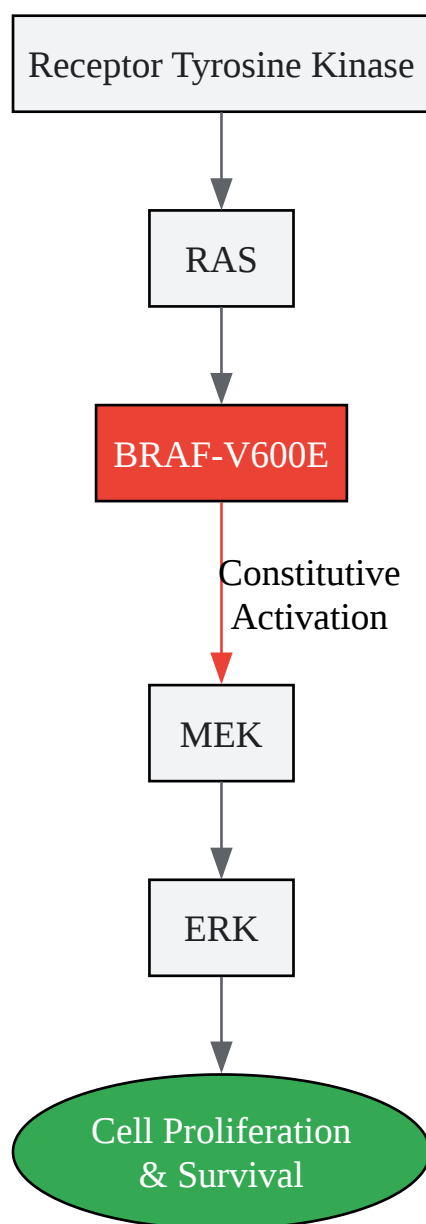 Receptor Tyrosine Kinase
RAS
BRAF-V600E
Constitutive
Activation
MEK
ERK
Cell Proliferation
& Survival